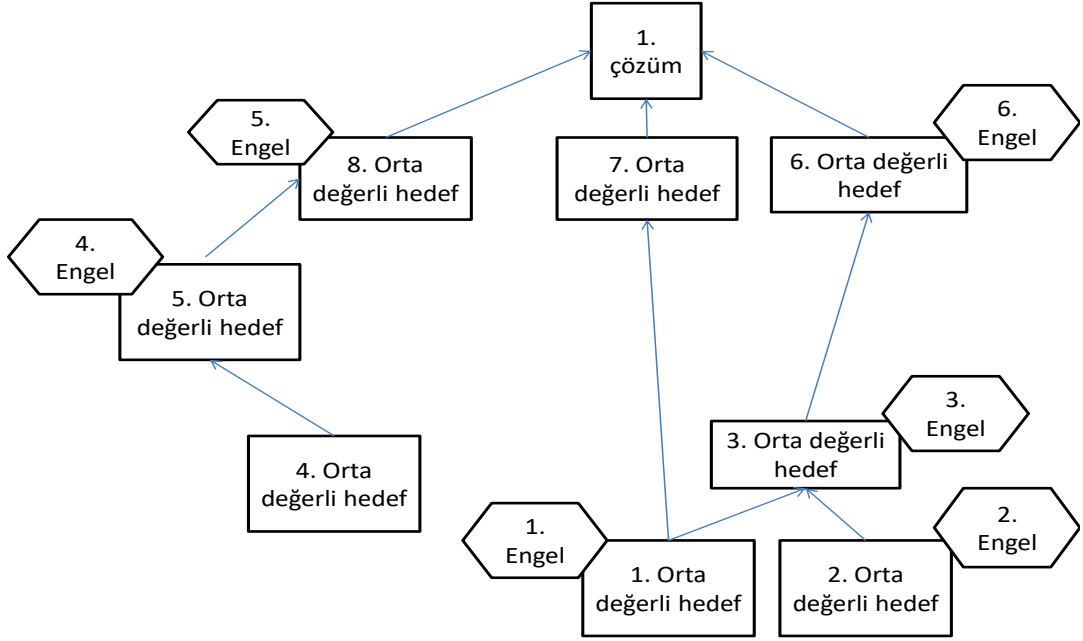 1.
çözüm
5.
Engel
6.
Engel
8. Orta
değerli hedef
7. Orta
değerli hedef
6. Orta değerli
hedef
4.
Engel
5. Orta
değerli hedef
3.
Engel
3. Orta değerli
hedef
4. Orta
değerli hedef
1.
Engel
2.
Engel
1. Orta
değerli hedef
2. Orta
değerli hedef